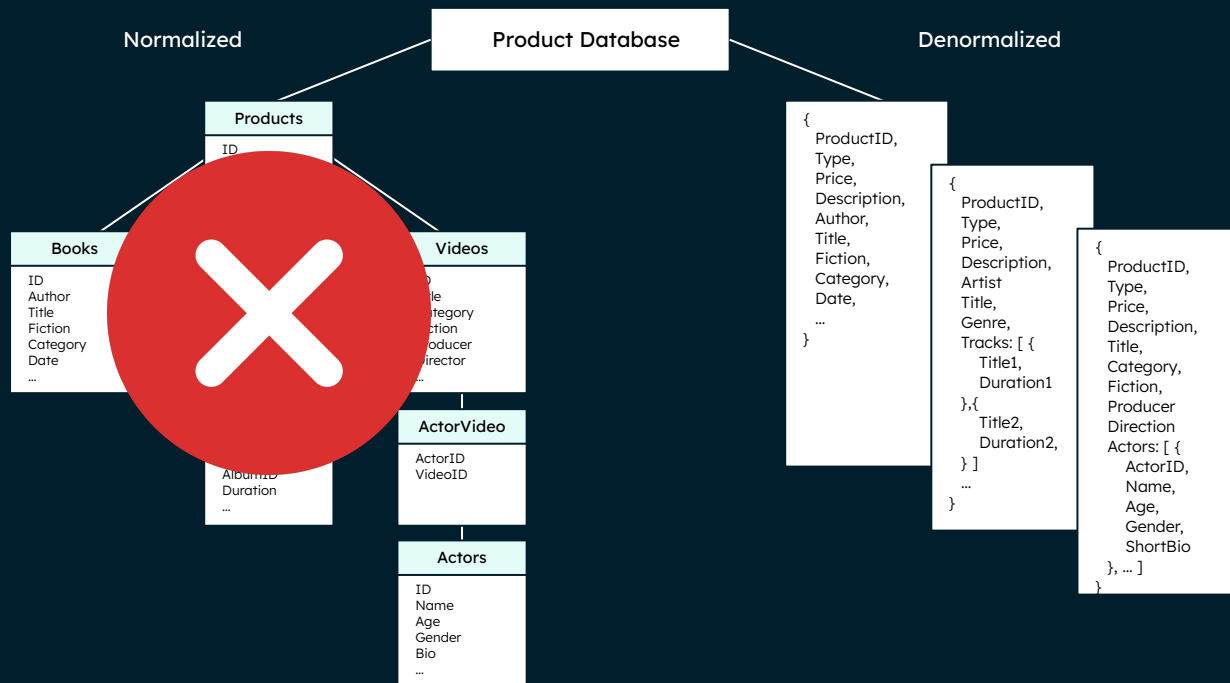 Normalized
Product Database
Denormalized
Products
ID
Books
ID
Author
Title
Fiction
Category
Date
...
Videos
...
AlbumID
Duration
...
ActorVideo
ActorID
VideoID
Actors
ID
Name
Age
Gender
Bio
...
{
ProductID,
Type,
Price,
Description,
Author,
Title,
Fiction,
Category,
Date,
...
}
{
ProductID,
Type,
Price,
Description,
Artist
Title,
Genre,
Tracks: [ {
Title1,
Duration1
},{
Title2,
Duration2,
} ]
...
}
{
ProductID,
Type,
Price,
Description,
Title,
Category,
Fiction,
Producer
Direction
Actors: [ {
ActorID,
Name,
Age,
Gender,
ShortBio
}, ... ]
}